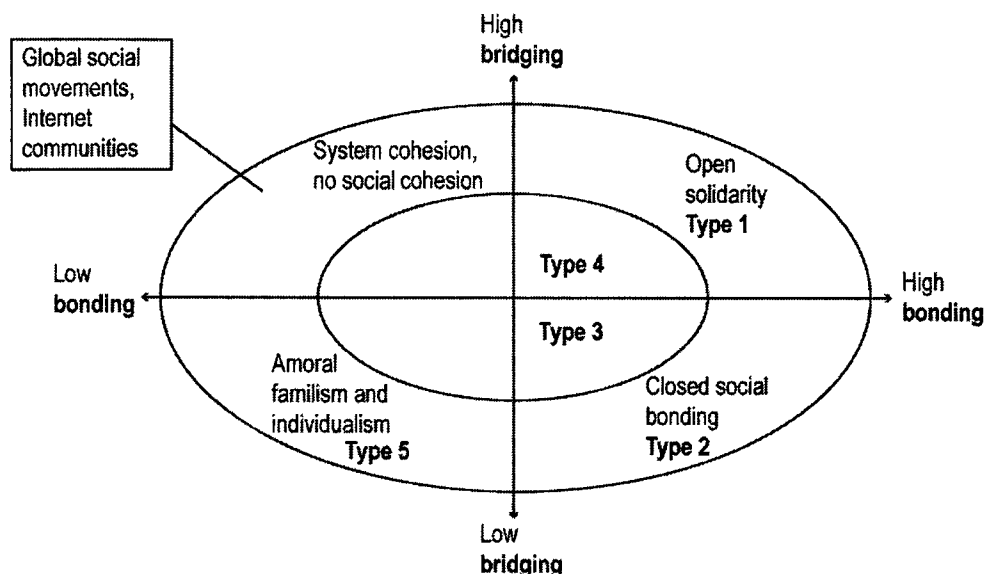 High
bridging
Global social
movements,
Internet
communities
System cohesion,
no social cohesion
Open
solidarity
Type 1
Type 4
Low
bonding
High
bonding
Type 3
Amoral
familism and
individualism
Type 5
Closed social
bonding
Type 2
Low
bridging